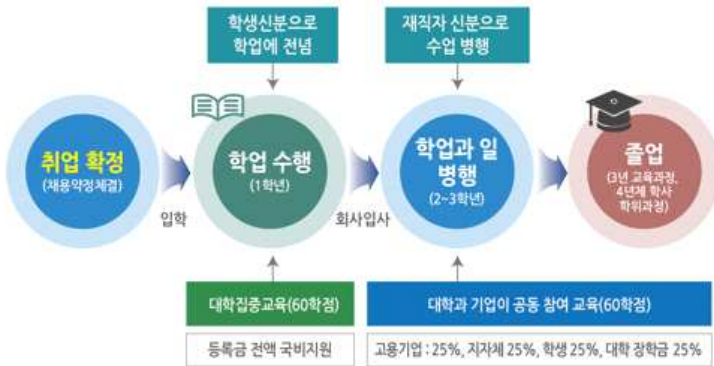 학생신분으로
학업에 전념
재직자 신분으로
수업 병행
취업 확정
(채용약정체결)
입학
학업 수행
(1학년)
회사입사
학업과 일
병행
(2~3학년)
졸업
(3년 교육과정,
4년제 학사
학위과정)
대학집중교육(60학점)
등록금 전액 국비지원
대학과 기업이 공동 참여 교육(60학점)
고용기업 : 25%, 지자체 25%, 학생 25%, 대학 장학금 25%